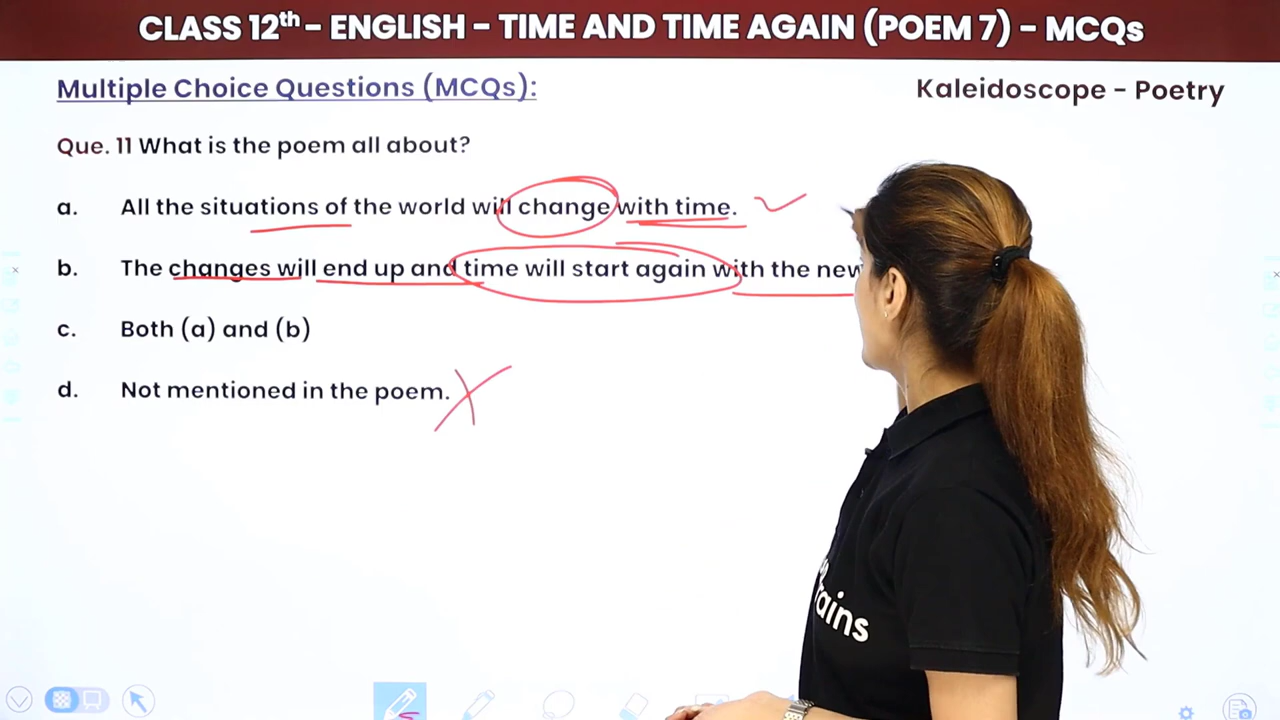 CLASS 12th – ENGLISH – TIME AND TIME AGAIN (POEM 7) – MCQs
Multiple Choice Questions (MCQs):
Kaleidoscope - Poetry
Que. 11 What is the poem all about?
a. All the situations of the world will change with time.
b. The changes will end up and time will start again with the new
c. Both (a) and (b)
d. Not mentioned in the poem.